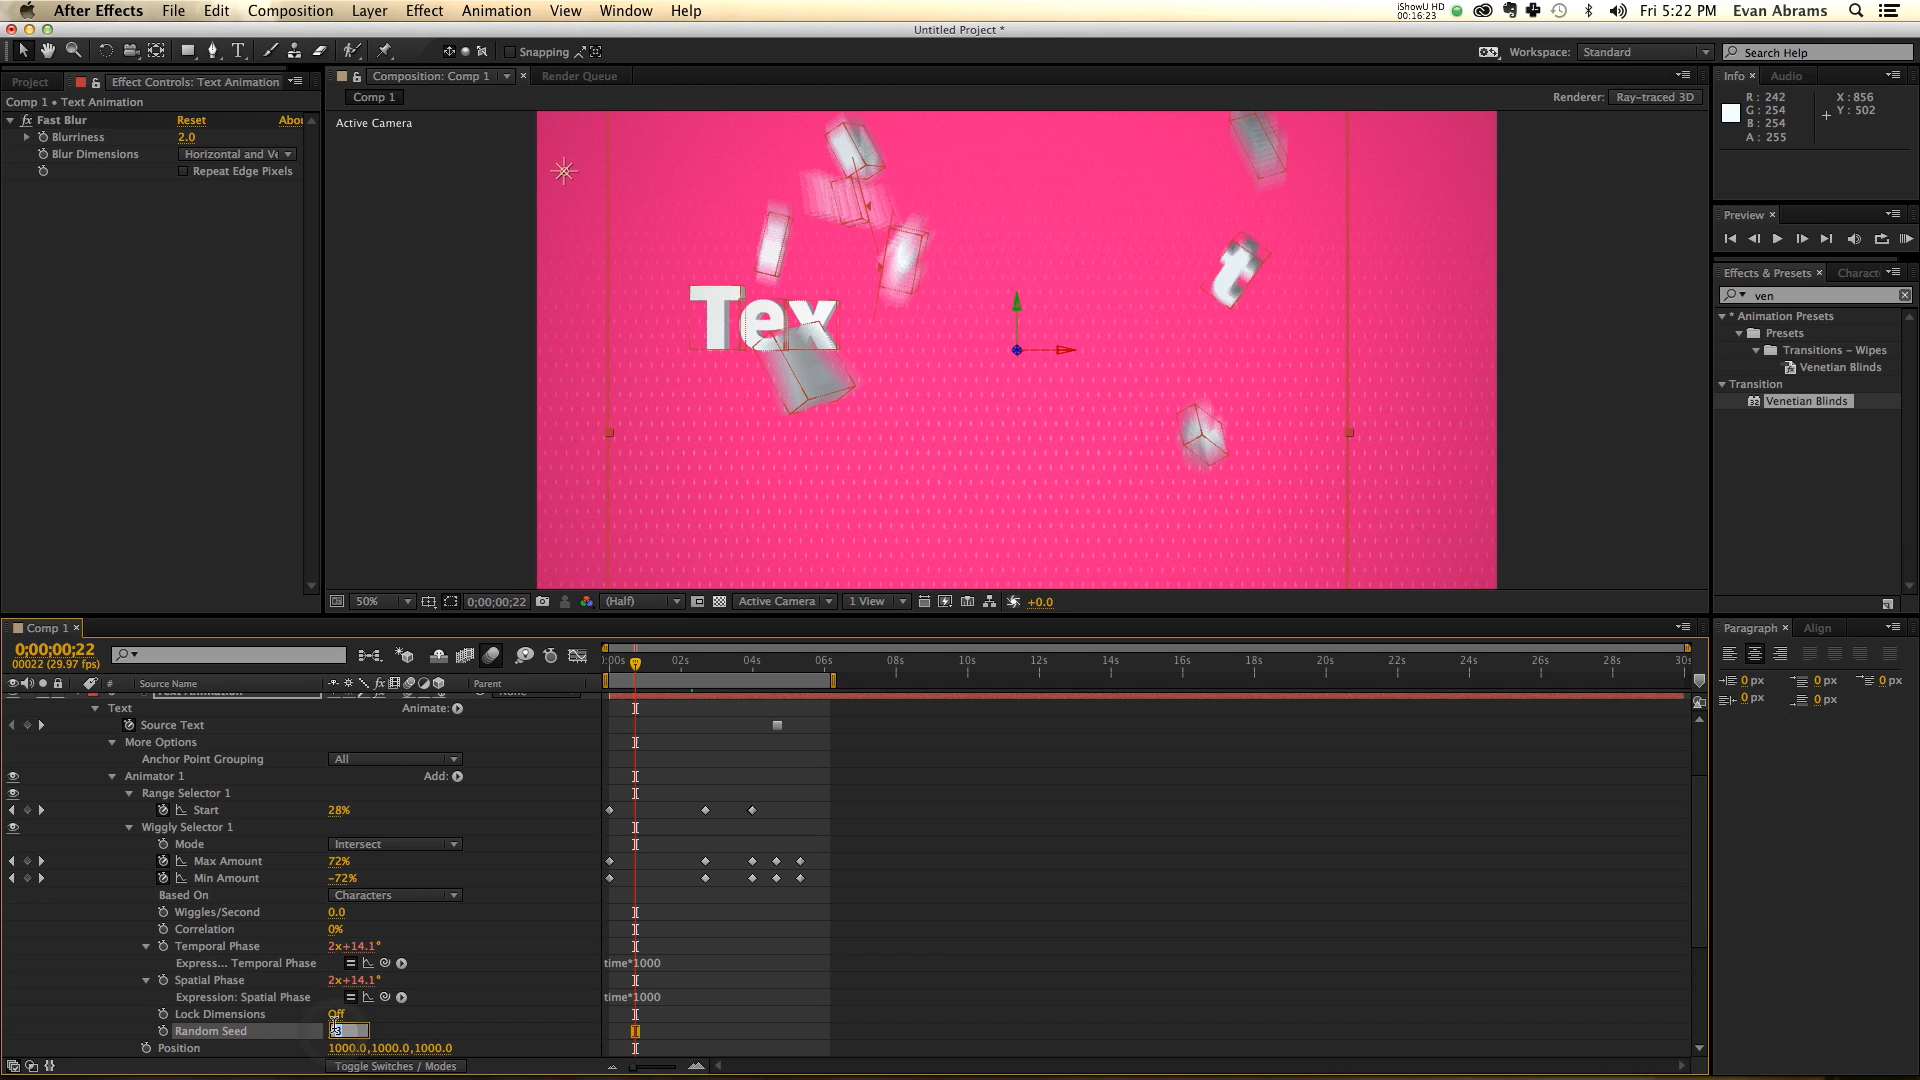 After Effects File Edit Composition Layer Effect Animation View Window Help iShowU HD 00:16:23 Fri 5:22 PM Evan Abrams
Untitled Project *
T Snapping Workspace: Standard Search Help
Project Effect Controls: Text Animation Composition: Comp 1 × Render Queue Info × Audio
Comp 1 • Text Animation Comp 1 Renderer: Ray-traced 3D R : 242 X : 856
fx Fast Blur Reset Abou Active Camera G : 254 Y : 502
Blurriness 2.0 B : 254
Blur Dimensions Horizontal and Ve A : 255
Repeat Edge Pixels
Preview ×
t
Effects & Presets × Charact
Tex ven
* Animation Presets
Presets
Transitions – Wipes
Venetian Blinds
Transition
32 Venetian Blinds
50% 0;00;00;22 (Half) Active Camera 1 View +0.0
Comp 1 × Paragraph × Align
0;00;00;22
00022 (29.97 fps) :00s 02s 04s 06s 08s 10s 12s 14s 16s 18s 20s 22s 24s 26s 28s 30s
# Source Name fx Parent 0 px 0 px 0 px
Text Animation None 0 px 0 px
Text Animate:
Source Text
More Options
Anchor Point Grouping All
Animator 1 Add:
Range Selector 1
Start 28%
Wiggly Selector 1
Mode Intersect
Max Amount 72%
Min Amount -72%
Based On Characters
Wiggles/Second 0.0
Correlation 0%
Temporal Phase 2x+14.1°
Express... Temporal Phase time*1000
Spatial Phase 2x+14.1°
Expression: Spatial Phase time*1000
Lock Dimensions Off
Random Seed 3
Position 1000.0,1000.0,1000.0
Toggle Switches / Modes